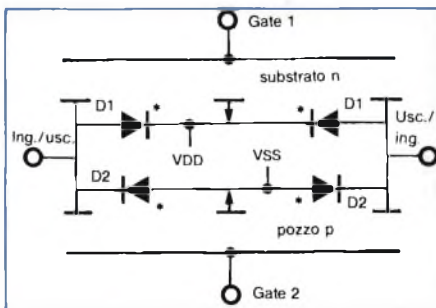 Gate 1
substrato n
D1
*
*
D1
Usc./
ing.
Ing./usc.
VDD
VSS
D2
*
*
D2
pozzo p
Gate 2